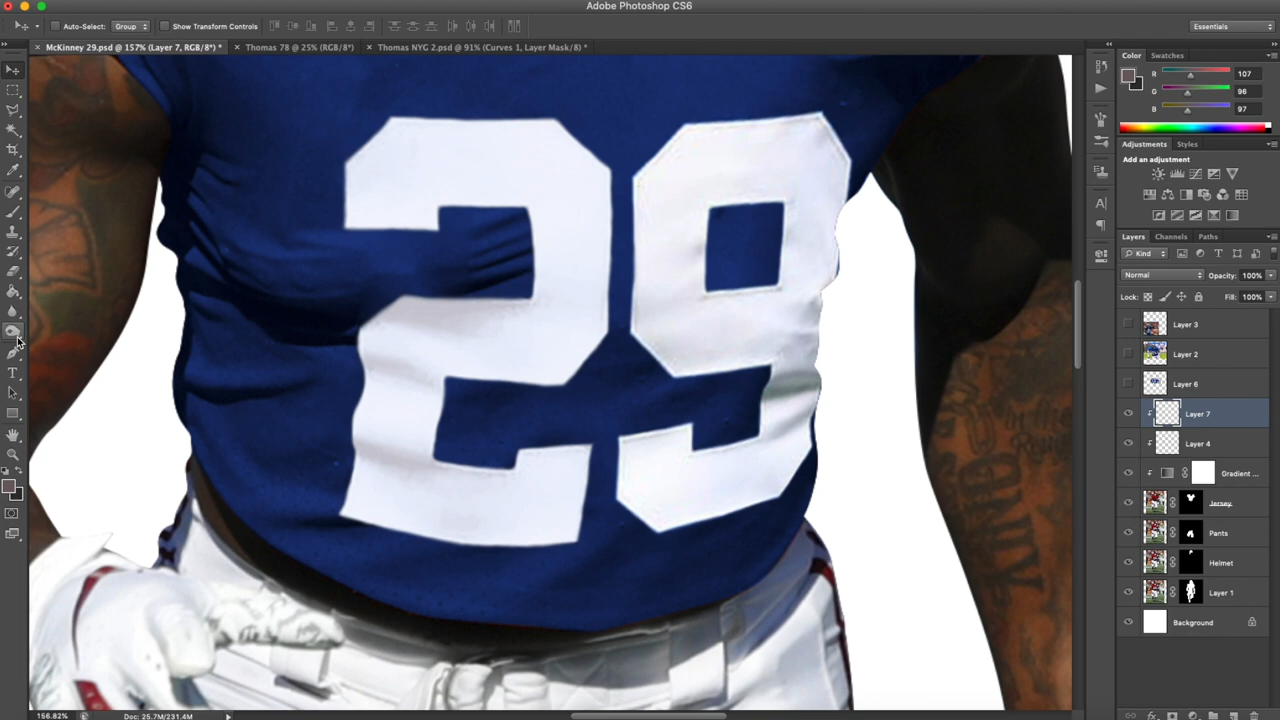 Adobe Photoshop CS6
Auto-Select: Group Show Transform Controls Essentials
McKinney 29.psd @ 157% (Layer 7, RGB/8*) * Thomas 78 @ 25% (RGB/8*) Thomas NYC 2.psd @ 91% (Curves 1, Layer Mask/8) *
Color Swatches
R 107
G 96
B 97
Adjustments Styles
Add an adjustment
Layers Channels Paths
Kind
Normal Opacity: 100%
Lock: Fill: 100%
Layer 3
Layer 2
Layer 6
Layer 7
Layer 4
Gradient ...
Jersey
Pants
Helmet
Layer 1
Background
29
156.82% Doc: 25.7M/231.4M